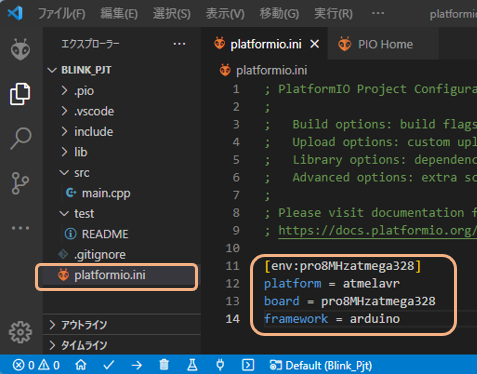 ファイル(F) 編集(E) 選択(S) 表示(V) 移動(G) 実行(R) ··· platformio
エクスプローラー ···
BLINK_PJT
.pio
.vscode
include
lib
src
main.cpp
test
README
.gitignore
platformio.ini
アウトライン
タイムライン
platformio.ini PIO Home
platformio.ini
1 ; PlatformIO Project Configura
2 ;
3 ; Build options: build flags
4 ; Upload options: custom upl
5 ; Library options: dependenc
6 ; Advanced options: extra sc
7 ;
8 ; Please visit documentation f
9 ; https://docs.platformio.org/
10
11 [env:pro8MHzatmega328]
12 platform = atmelavr
13 board = pro8MHzatmega328
14 framework = arduino
0 0 Default (Blink_Pjt)